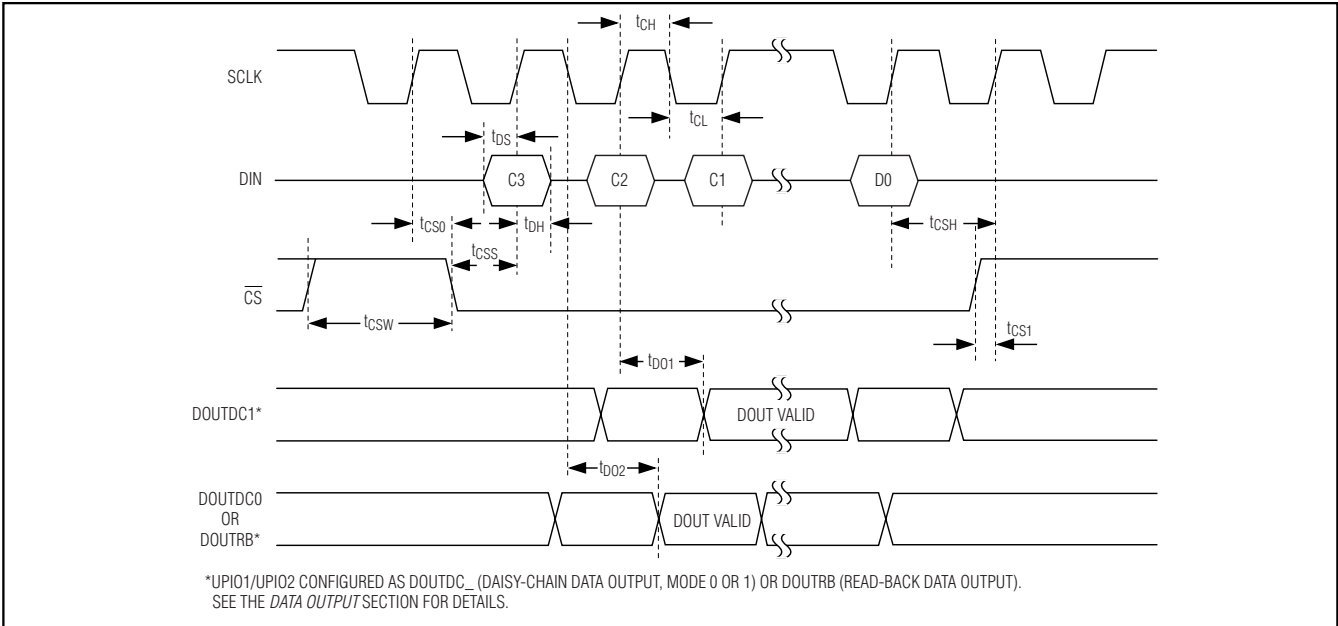 tCH
SCLK
tCL
tDS
DIN
C3
C2
C1
D0
tCS0
tDH
tCSH
tCSS
CS
tCSW
tCS1
tDO1
DOUTDC1*
DOUT VALID
tDO2
DOUTDC0
OR
DOUTRB*
DOUT VALID
*UPIO1/UPIO2 CONFIGURED AS DOUTDC_ (DAISY-CHAIN DATA OUTPUT, MODE 0 OR 1) OR DOUTRB (READ-BACK DATA OUTPUT).
SEE THE DATA OUTPUT SECTION FOR DETAILS.